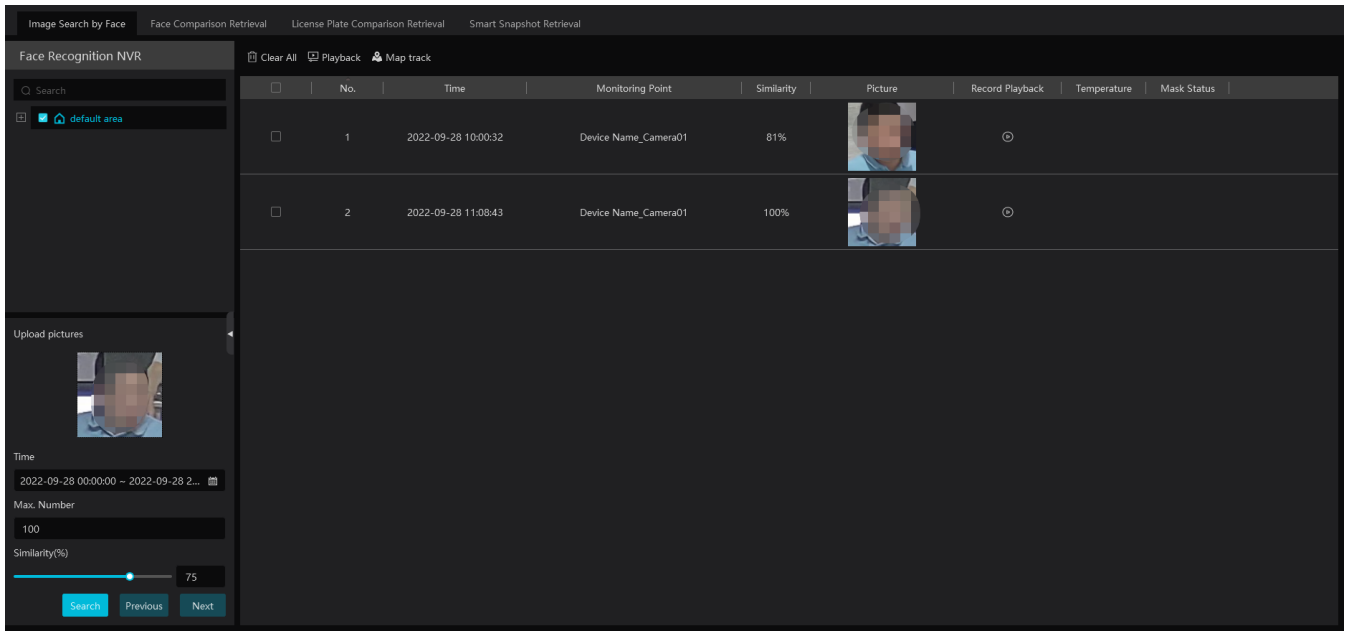 Image Search by Face Face Comparison Retrieval License Plate Comparison Retrieval Smart Snapshot Retrieval
Face Recognition NVR
Clear All Playback Map track
Search
No. Time Monitoring Point Similarity Picture Record Playback Temperature Mask Status
default area
1 2022-09-28 10:00:32 Device Name_Camera01 81%
2 2022-09-28 11:08:43 Device Name_Camera01 100%
Upload pictures
Time
2022-09-28 00:00:00 ~ 2022-09-28 2...
Max. Number
100
Similarity(%)
75
Search Previous Next